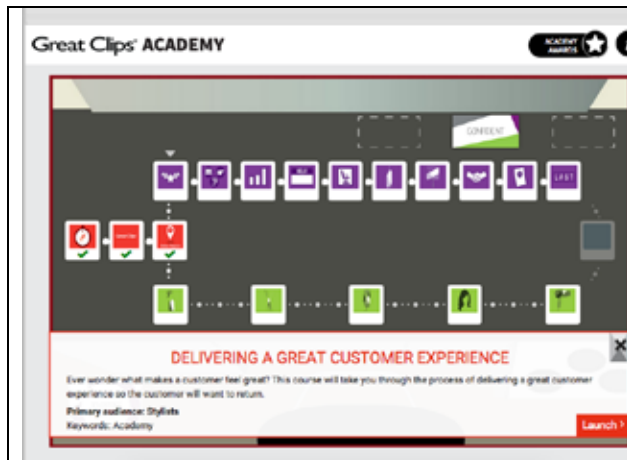 Great Clips® ACADEMY
ACADEMY
AWARDS
CONFIDENT
DELIVERING A GREAT CUSTOMER EXPERIENCE
Ever wonder what makes a customer feel great? This course will take you through the process of delivering a great customer
experience so the customer will want to return.
Primary audience: Stylists
Keywords: Academy
Launch >